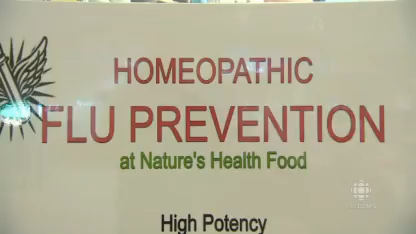 HOMEOPATHIC
FLU PREVENTION
at Nature's Health Food
High Potency